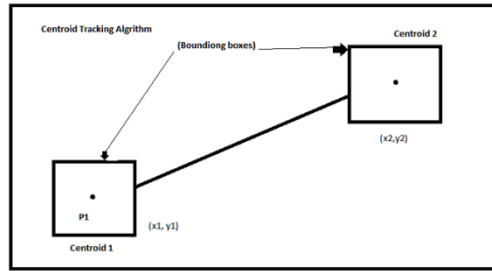 Centroid Tracking Algrithm
Centroid 2
(Boundiong boxes)
(x2,y2)
P1
(x1, y1)
Centroid 1